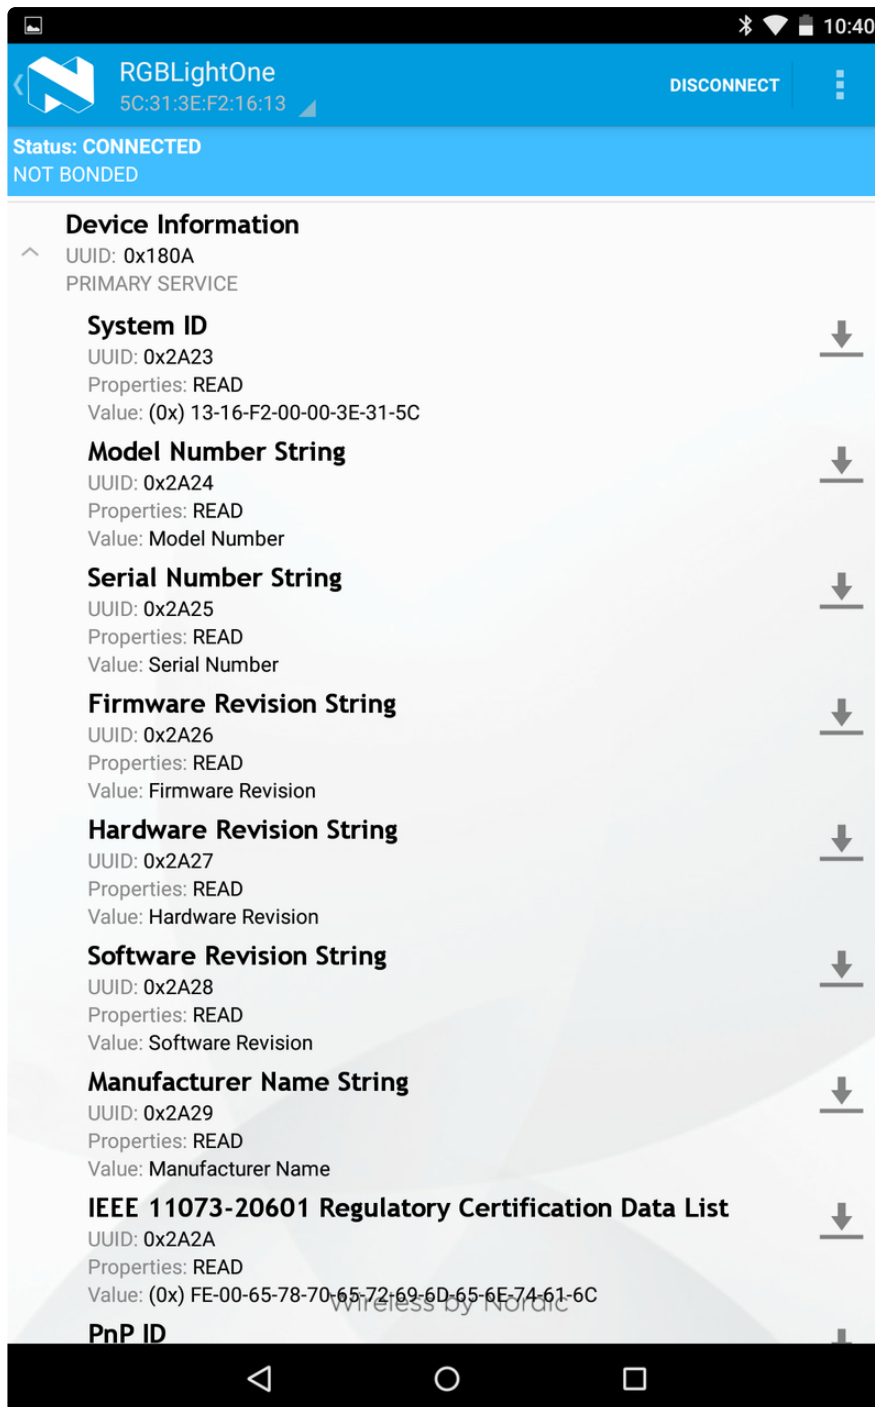 10:40
RGBLightOne
5C:31:3E:F2:16:13
DISCONNECT
Status: CONNECTED
NOT BONDED
Device Information
UUID: 0x180A
PRIMARY SERVICE
System ID
UUID: 0x2A23
Properties: READ
Value: (0x) 13-16-F2-00-00-3E-31-5C
Model Number String
UUID: 0x2A24
Properties: READ
Value: Model Number
Serial Number String
UUID: 0x2A25
Properties: READ
Value: Serial Number
Firmware Revision String
UUID: 0x2A26
Properties: READ
Value: Firmware Revision
Hardware Revision String
UUID: 0x2A27
Properties: READ
Value: Hardware Revision
Software Revision String
UUID: 0x2A28
Properties: READ
Value: Software Revision
Manufacturer Name String
UUID: 0x2A29
Properties: READ
Value: Manufacturer Name
IEEE 11073-20601 Regulatory Certification Data List
UUID: 0x2A2A
Properties: READ
Value: (0x) FE-00-65-78-70-65-72-69-6D-65-6E-74-61-6C
Wireless by Nordic
PnP ID